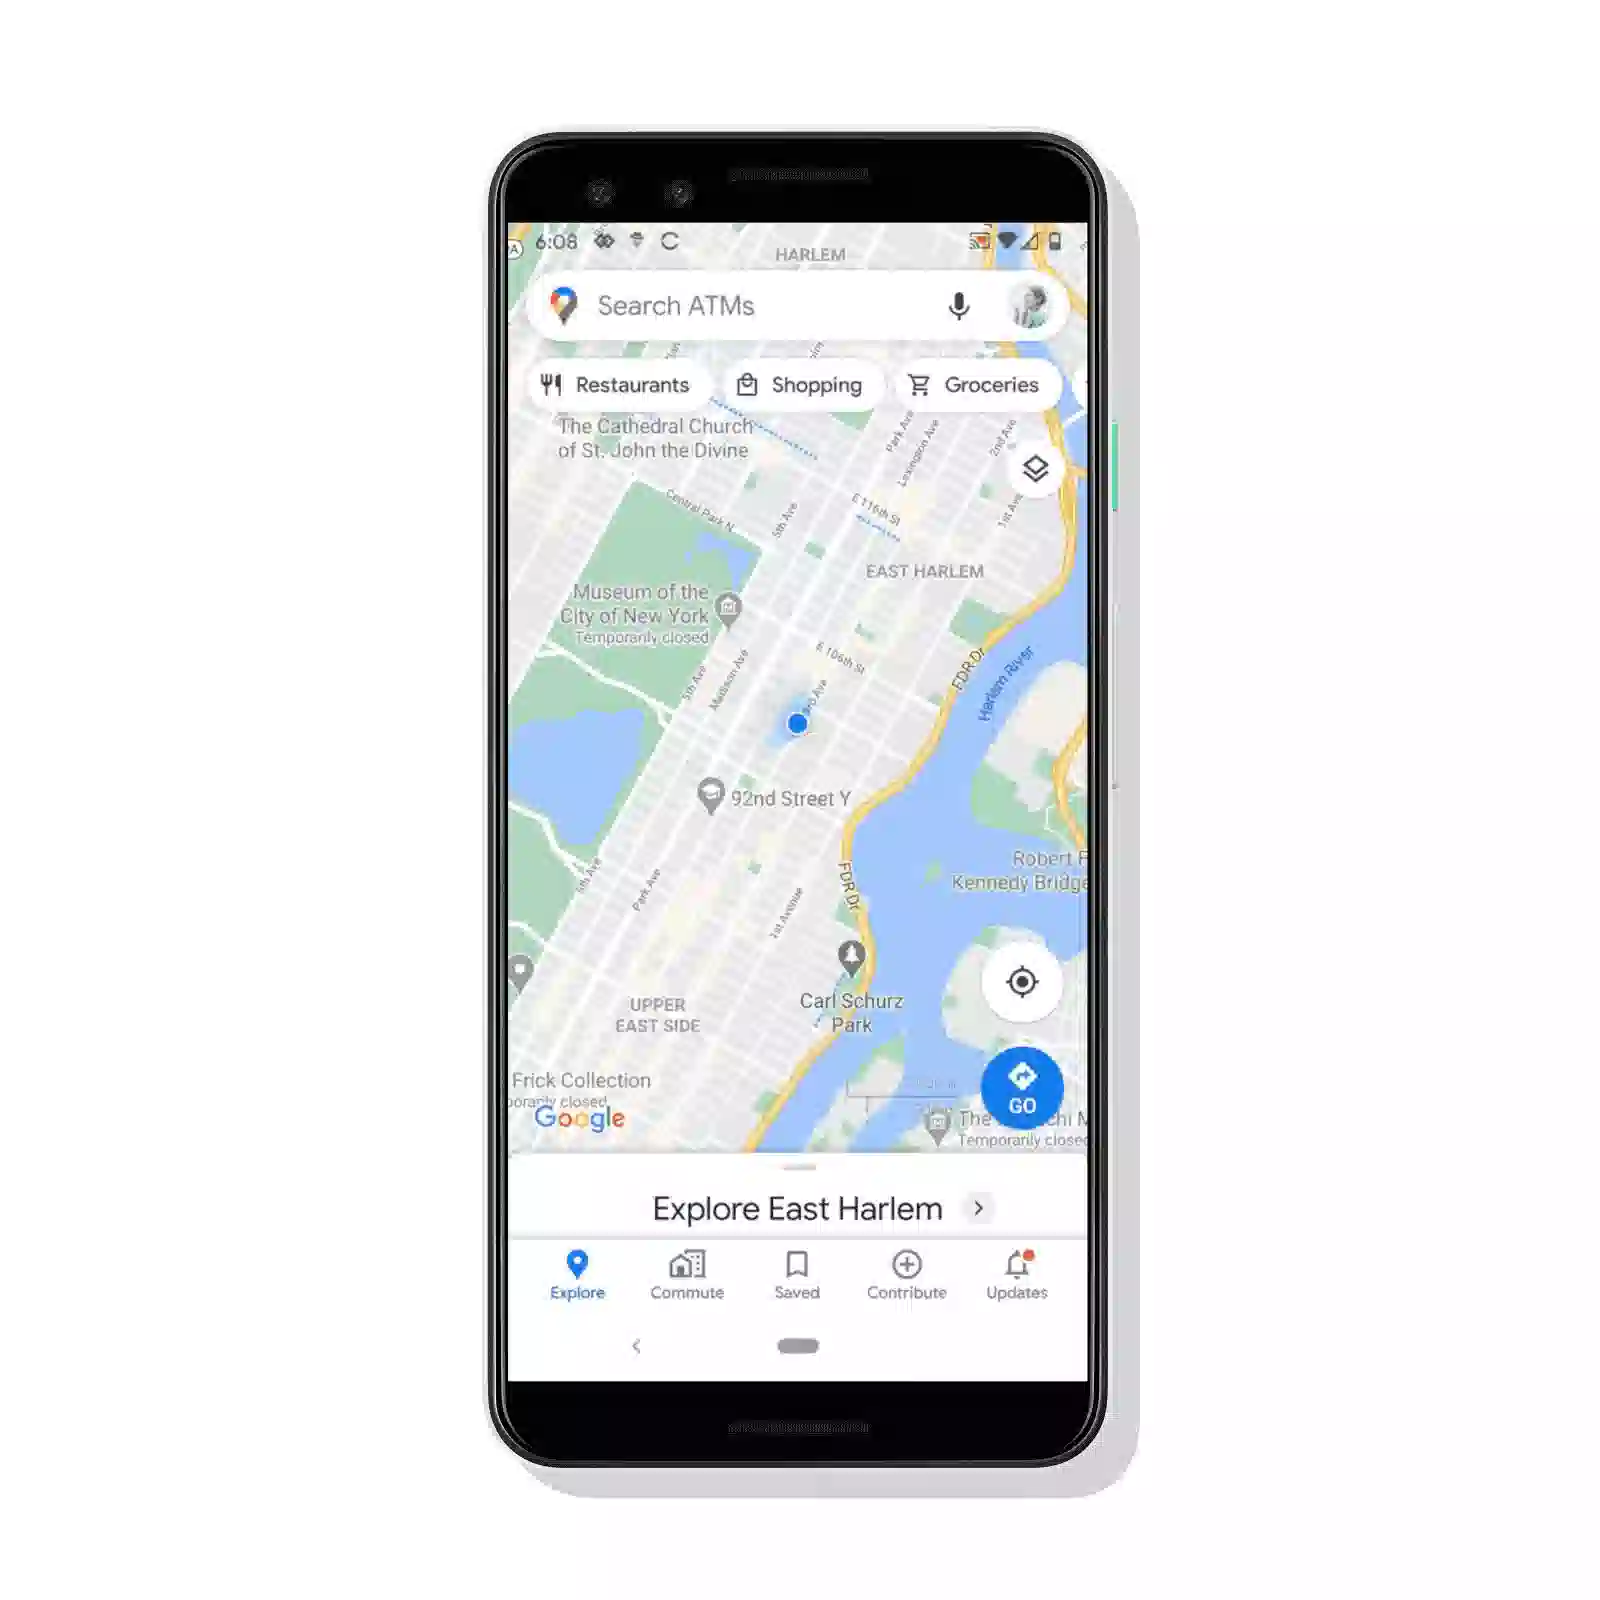 A
6:08
HARLEM
Search ATMs
Restaurants
Shopping
Groceries
The Cathedral Church
of St. John the Divine
Park Ave
Lexington Ave
2nd Ave
Central Park N
5th Ave
E 116th St
1st Ave
EAST HARLEM
Museum of the
City of New York
Temporarily closed
E 106th St
FDR Dr
Harlem River
5th Ave
Madison Ave
3rd Ave
92nd Street Y
Robert F
Kennedy Bridge
5th Ave
Park Ave
FDR Dr
1st Avenue
UPPER
EAST SIDE
Carl Schurz
Park
Frick Collection
porarily closed
Google
GO
The
chi M
Temporarily closed
Explore East Harlem
Explore
Commute
Saved
Contribute
Updates